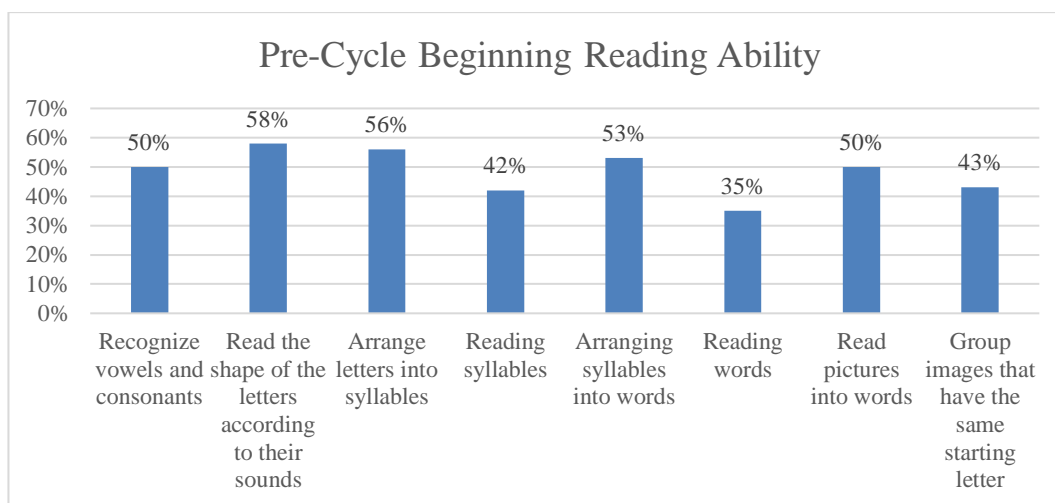 Pre-Cycle Beginning Reading Ability
70%
60%
50%
40%
30%
20%
10%
0%
50%
58%
56%
42%
53%
35%
50%
43%
Recognize
vowels and
consonants
Read the
shape of the
letters
according
to their
sounds
Arrange
letters into
syllables
Reading
syllables
Arranging
syllables
into words
Reading
words
Read
pictures
into words
Group
images that
have the
same
starting
letter